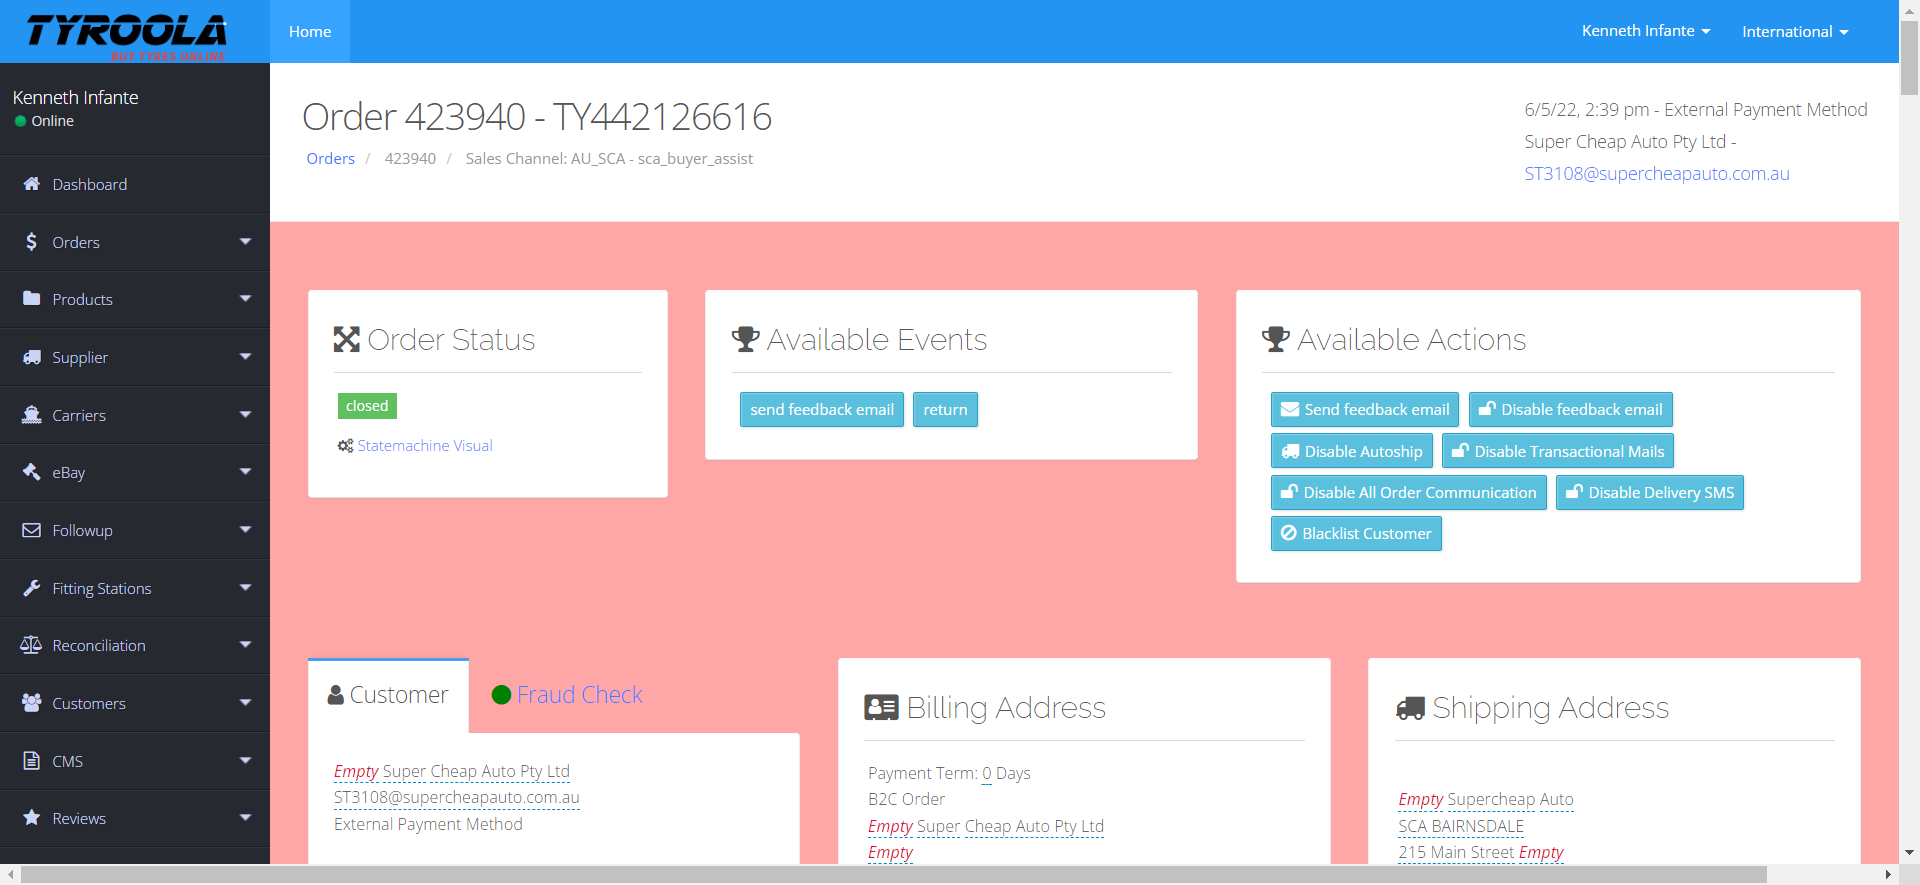 TYROOLA
BUY TYRES ONLINE
Home
Kenneth Infante
International
Kenneth Infante
Online
Dashboard
Orders
Products
Supplier
Carriers
eBay
Followup
Fitting Stations
Reconciliation
Customers
CMS
Reviews
Order 423940 - TY442126616
Orders / 423940 / Sales Channel: AU_SCA - sca_buyer_assist
6/5/22, 2:39 pm - External Payment Method
Super Cheap Auto Pty Ltd -
ST3108@supercheapauto.com.au
Order Status
closed
Statemachine Visual
Available Events
send feedback email return
Available Actions
Send feedback email Disable feedback email
Disable Autoship Disable Transactional Mails
Disable All Order Communication Disable Delivery SMS
Blacklist Customer
Customer Fraud Check
Empty Super Cheap Auto Pty Ltd
ST3108@supercheapauto.com.au
External Payment Method
Billing Address
Payment Term: 0 Days
B2C Order
Empty Super Cheap Auto Pty Ltd
Empty
Shipping Address
Empty Supercheap Auto
SCA BAIRNSDALE
215 Main Street Empty